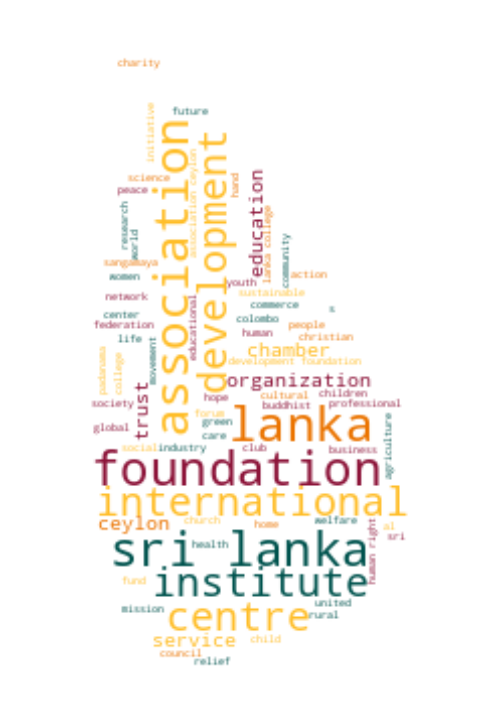 charity
future
initiative
association
development
association ceylon
science
peace
hand
education
research
world
lanka college
community
sangamaya
women
action
youth
sustainable
network
educational
commerce
s
center
colombo
federation
people
human
life
christian
movement
chamber
padanama
college
development foundation
organization
trust
hope
cultural
children
society
buddhist
professional
forum
lanka
green
global
agriculture
care
social
industry
club
business
foundation
international
ceylon
church
home
welfare
al
human right
sri
sri lanka
health
institute
fund
united
mission
centre
rural
service
child
council
relief